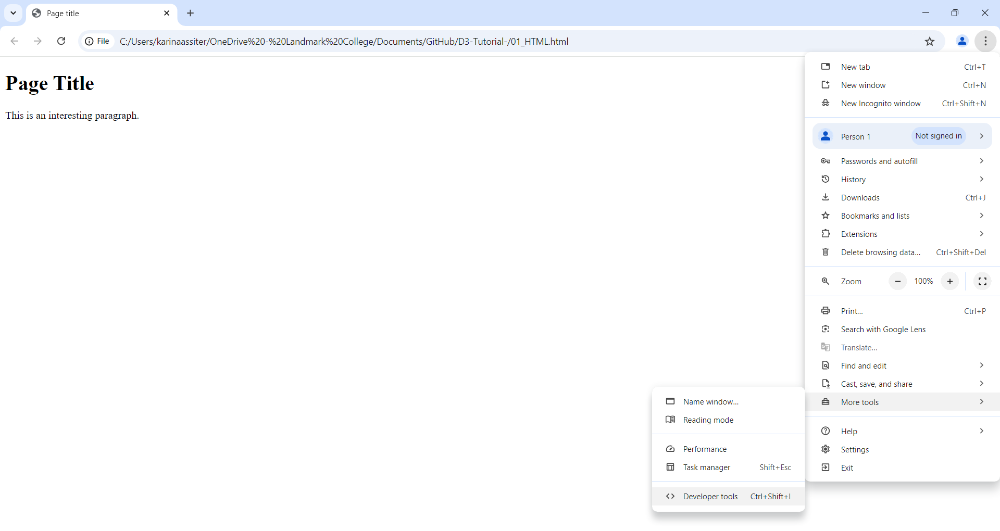 Page title
File C:/Users/karinaassiter/OneDrive%20-%20Landmark%20College/Documents/GitHub/D3-Tutorial-/01_HTML.html
Page Title
This is an interesting paragraph.
New tab Ctrl+T
New window Ctrl+N
New Incognito window Ctrl+Shift+N
Person 1 Not signed in
Passwords and autofill
History
Downloads Ctrl+J
Bookmarks and lists
Extensions
Delete browsing data... Ctrl+Shift+Del
Zoom − 100% +
Print... Ctrl+P
Search with Google Lens
Translate...
Find and edit
Cast, save, and share
More tools
Help
Settings
Exit
Name window...
Reading mode
Performance
Task manager Shift+Esc
Developer tools Ctrl+Shift+I